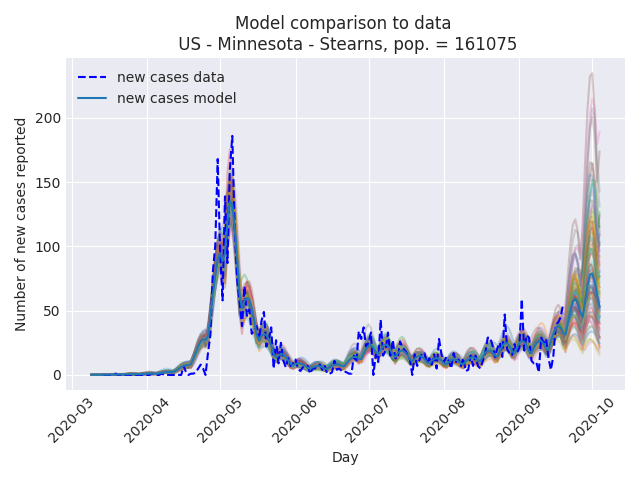 Model comparison to data
US - Minnesota - Stearns, pop. = 161075
new cases data
new cases model
Number of new cases reported
200
150
100
50
0
2020-03
2020-04
2020-05
2020-06
2020-07
2020-08
2020-09
2020-10
Day